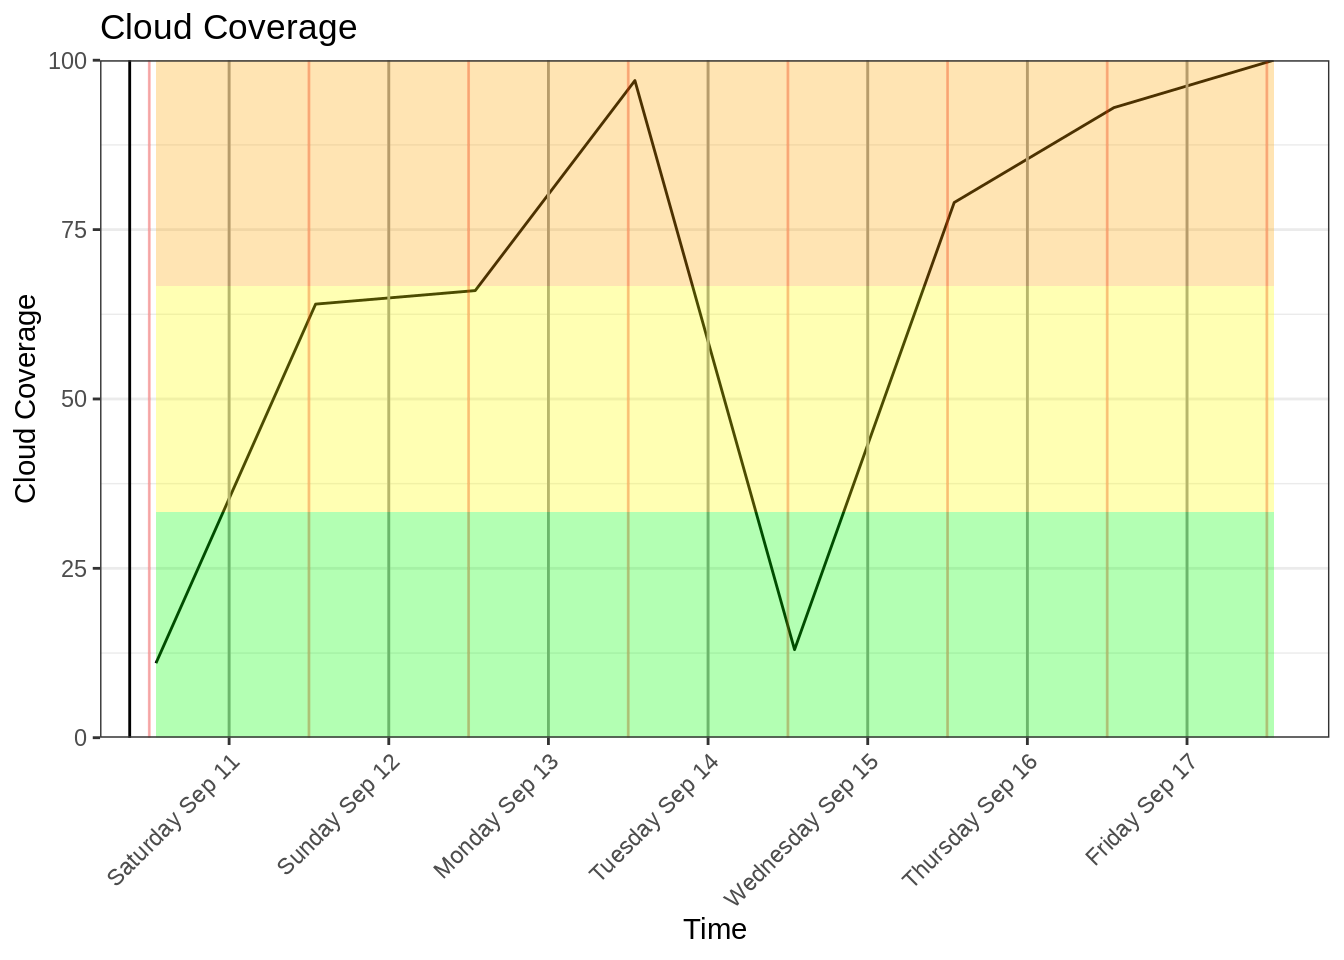 Cloud Coverage
100
75
50
25
0
Cloud Coverage
Saturday Sep 11
Sunday Sep 12
Monday Sep 13
Tuesday Sep 14
Wednesday Sep 15
Thursday Sep 16
Friday Sep 17
Time